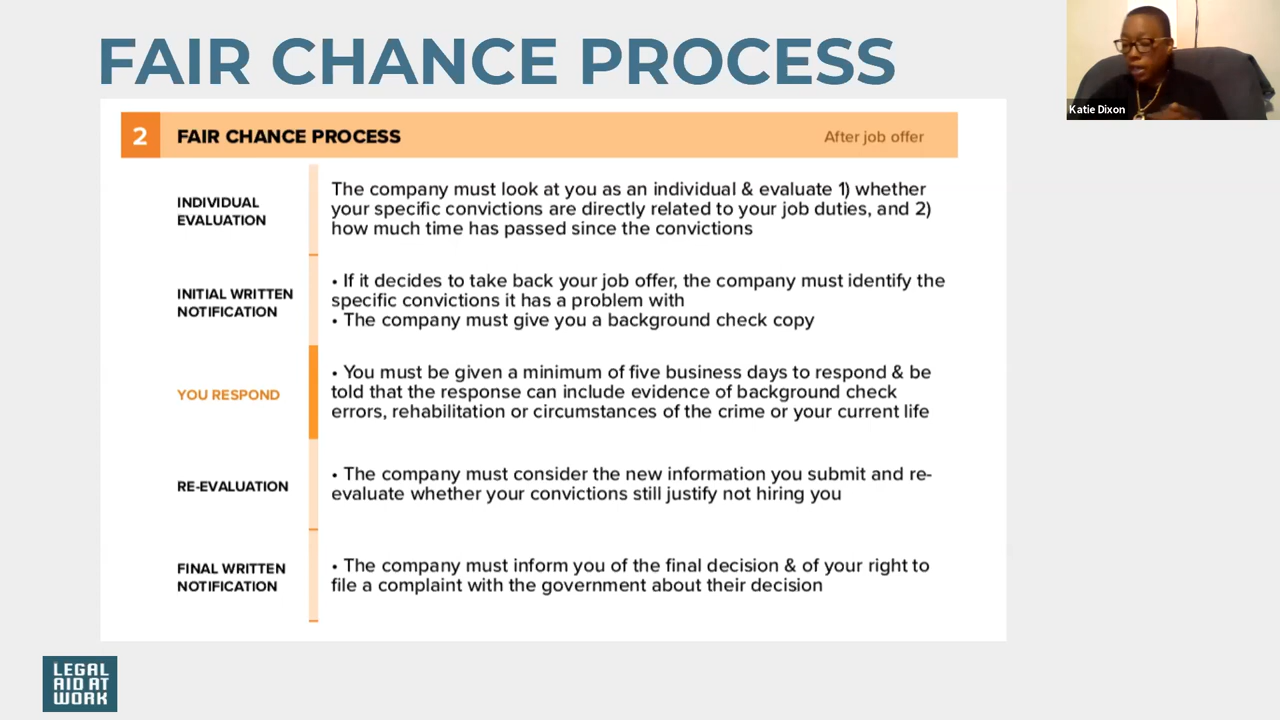 FAIR CHANCE PROCESS
Katie Dixon
2 FAIR CHANCE PROCESS After job offer
INDIVIDUAL
EVALUATION
The company must look at you as an individual & evaluate 1) whether
your specific convictions are directly related to your job duties, and 2)
how much time has passed since the convictions
INITIAL WRITTEN
NOTIFICATION
• If it decides to take back your job offer, the company must identify the
specific convictions it has a problem with
• The company must give you a background check copy
YOU RESPOND
• You must be given a minimum of five business days to respond & be
told that the response can include evidence of background check
errors, rehabilitation or circumstances of the crime or your current life
RE-EVALUATION
• The company must consider the new information you submit and re-
evaluate whether your convictions still justify not hiring you
FINAL WRITTEN
NOTIFICATION
• The company must inform you of the final decision & of your right to
file a complaint with the government about their decision
LEGAL
AID AT
WORK